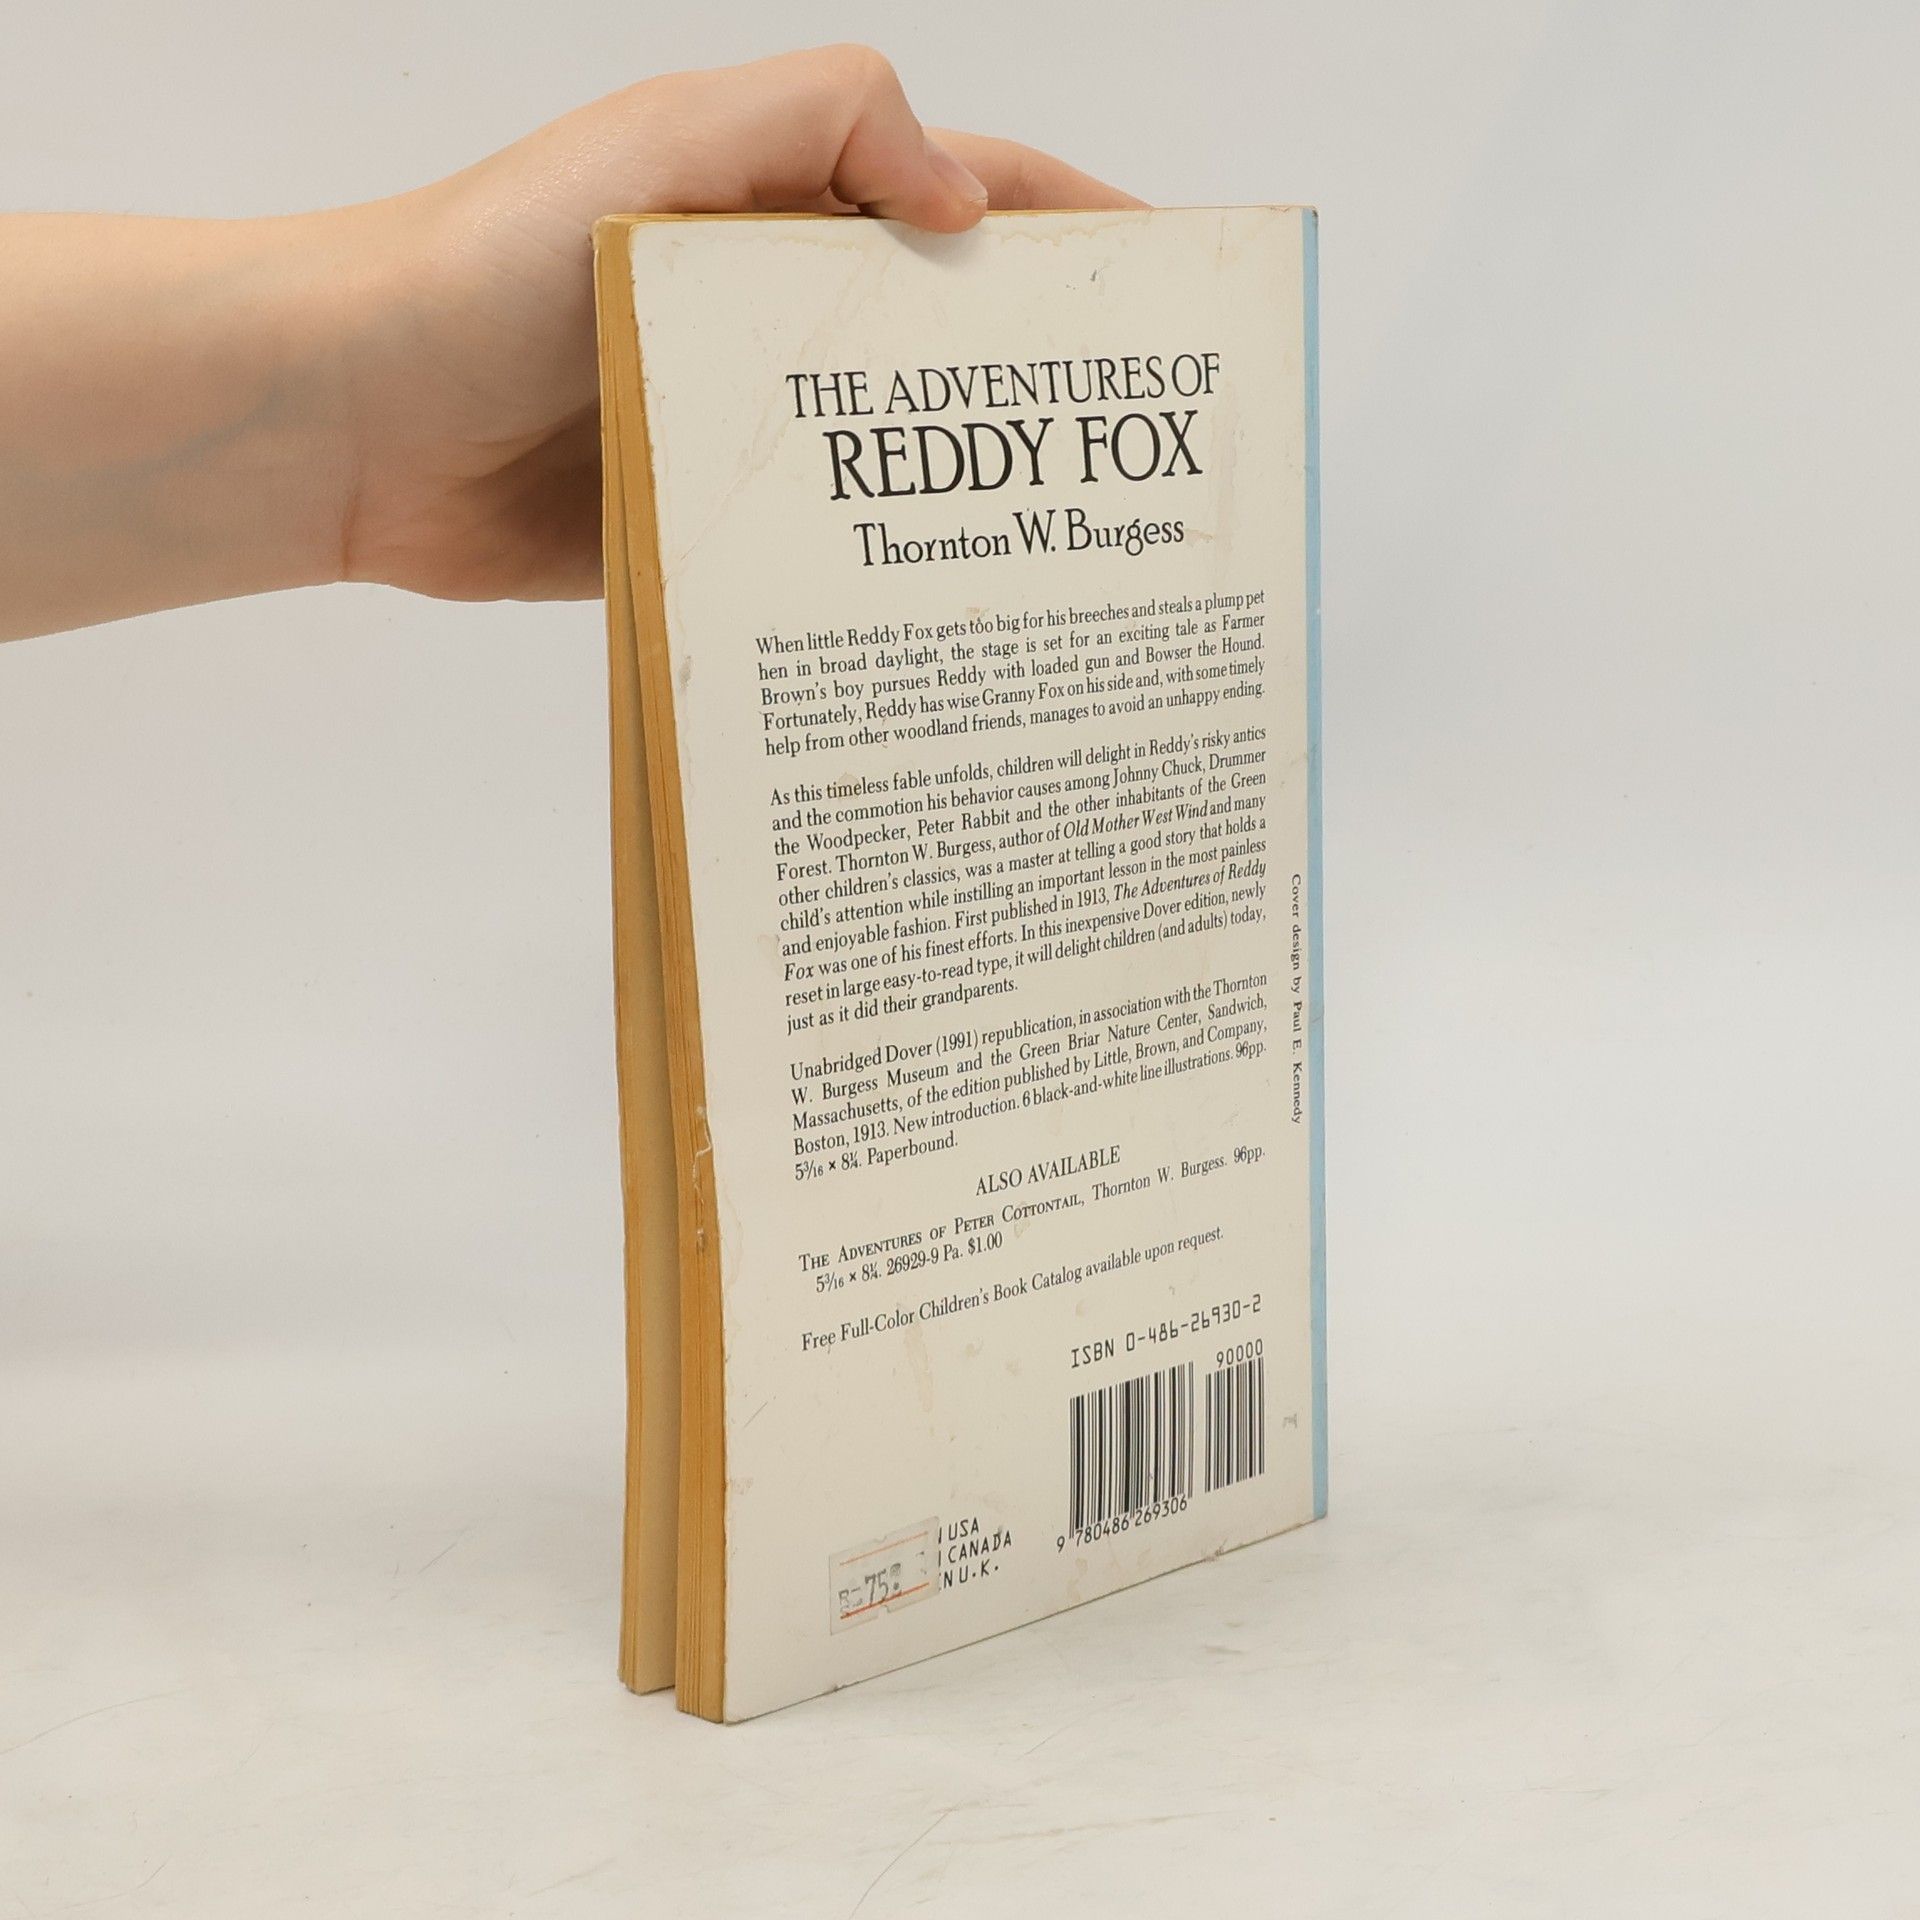 THE ADVENTURES OF
REDDY FOX
Thornton W. Burgess
When little Reddy Fox gets too big for his breeches and steals a plump pet
hen in broad daylight, the stage is set for an exciting tale as Farmer
Brown's boy pursues Reddy with loaded gun and Bowser the Hound.
Fortunately, Reddy has wise Granny Fox on his side and, with some timely
help from other woodland friends, manages to avoid an unhappy ending.
As this timeless fable unfolds, children will delight in Reddy's risky antics
and the commotion his behavior causes among Johnny Chuck, Drummer
the Woodpecker, Peter Rabbit and the other inhabitants of the Green
Forest. Thornton W. Burgess, author of Old Mother West Wind and many
other children's classics, was a master at telling a good story that holds a
child's attention while instilling an important lesson in the most painless
and enjoyable fashion. First published in 1913, The Adventures of Reddy
Fox was one of his finest efforts. In this inexpensive Dover edition, newly
reset in large easy-to-read type, it will delight children (and adults) today,
just as it did their grandparents.
Unabridged Dover (1991) republication, in association with the Thornton
W. Burgess Museum and the Green Briar Nature Center, Sandwich,
Massachusetts, of the edition published by Little, Brown, and Company,
Boston, 1913. New introduction. 6 black-and-white line illustrations. 96pp.
5³⁄₁₆ × 8¼. Paperbound.
ALSO AVAILABLE
THE ADVENTURES OF PETER COTTONTAIL, Thornton W. Burgess. 96pp.
5³⁄₁₆ × 8¼. 26929-9 Pa. $1.00
Free Full-Color Children's Book Catalog available upon request.
Cover design by Paul E. Kennedy
ISBN 0-486-26930-2
90000
9 780486 269306
USA
CANADA
N U.K.
75